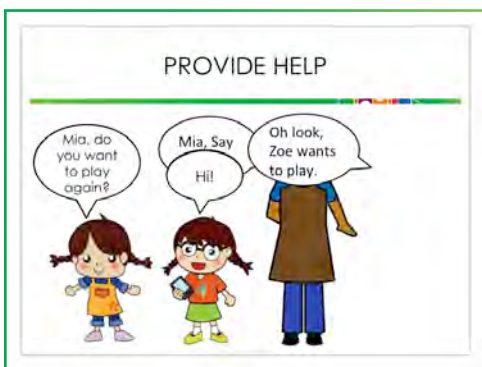 PROVIDE HELP
Mia, do
you want
to play
again?
Mia, Say
Hi!
Oh look,
Zoe wants
to play.